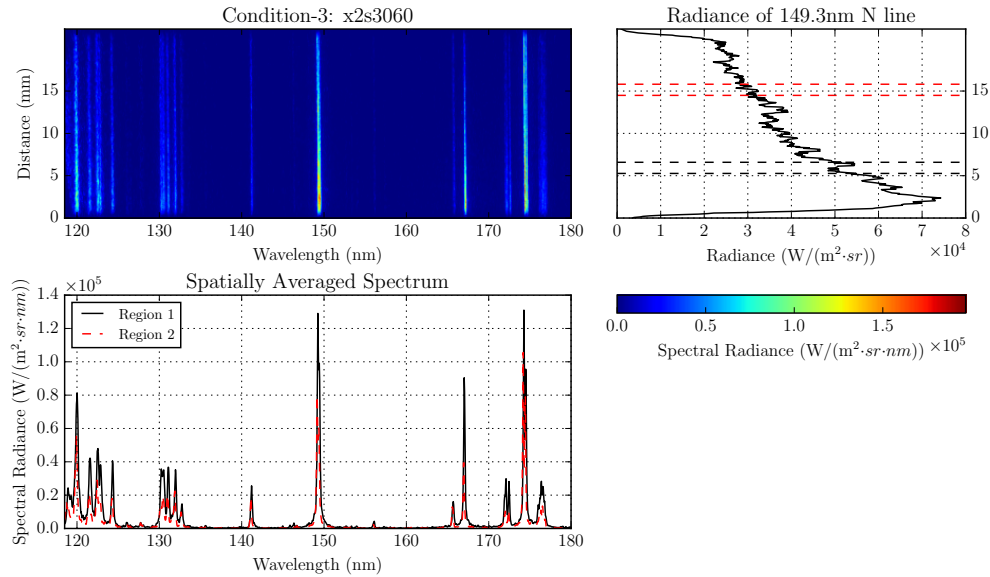 Condition-3: x2s3060
Distance (mm)
15
10
5
0
120 130 140 150 160 170 180
Wavelength (nm)
Radiance of 149.3nm N line
15
10
5
0
0 1 2 3 4 5 6 7 8
×10⁴
Radiance (W/(m²·sr))
Spatially Averaged Spectrum
×10⁵
Spectral Radiance (W/(m²·sr·nm))
1.4
1.2
1.0
0.8
0.6
0.4
0.2
0.0
Region 1
Region 2
120 130 140 150 160 170 180
Wavelength (nm)
0.0 0.5 1.0 1.5
Spectral Radiance (W/(m²·sr·nm)) ×10⁵